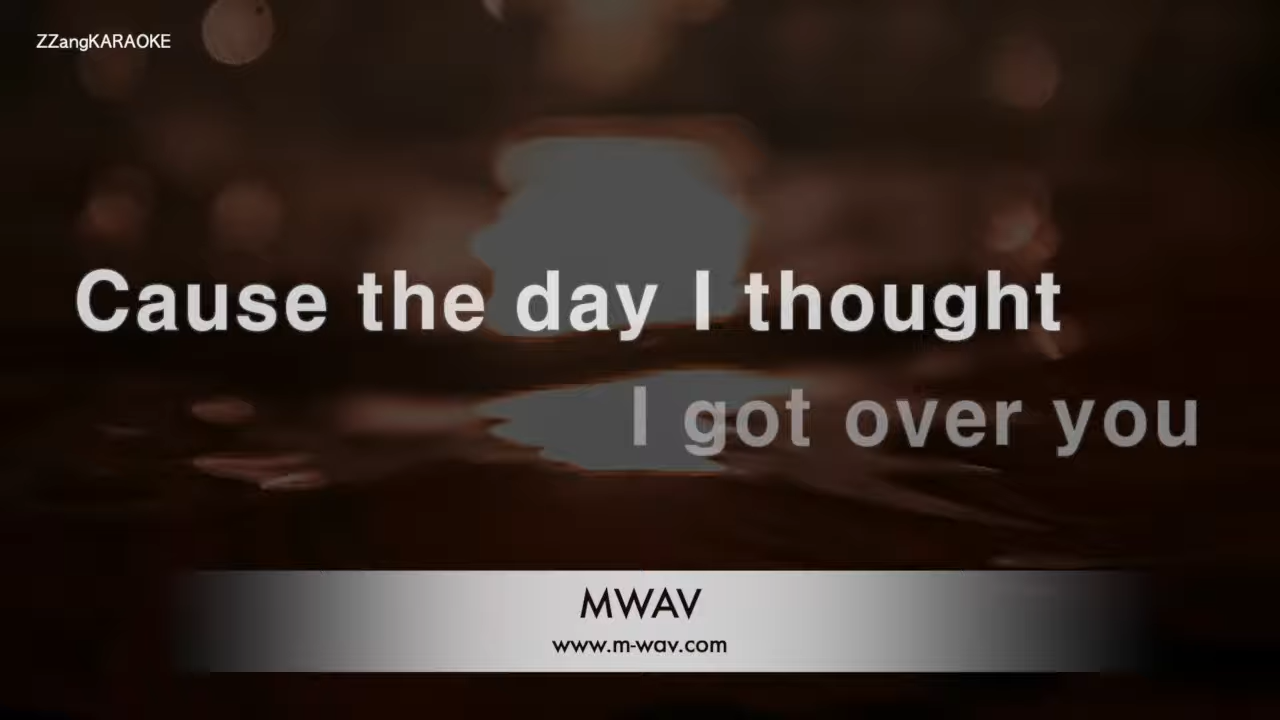 ZZangKARAOKE
Cause the day I thought
I got over you
MWAV
www.m-wav.com